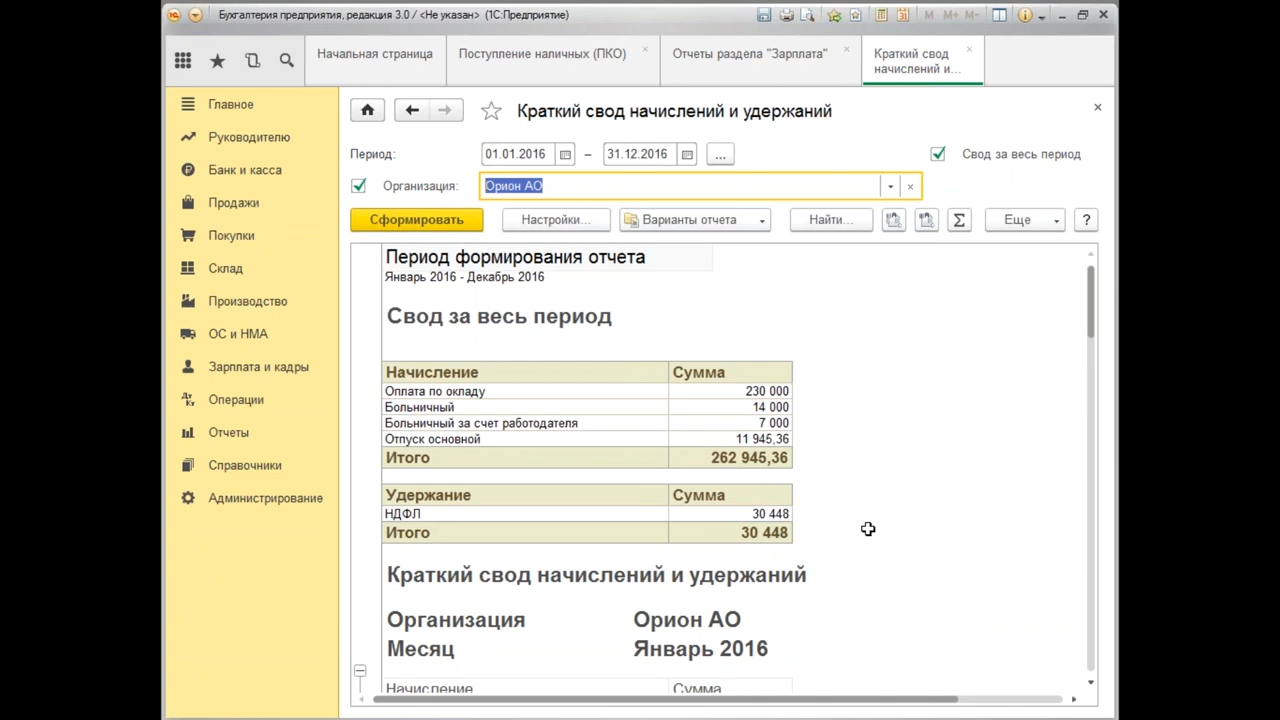 Бухгалтерия предприятия, редакция 3.0 / <Не указан> (1С:Предприятие)
M M+ M-
Начальная страница
Поступление наличных (ПКО)
Отчеты раздела "Зарплата"
Краткий свод
начислений и...
Главное
Руководителю
Банк и касса
Продажи
Покупки
Склад
Производство
ОС и НМА
Зарплата и кадры
Операции
Отчеты
Справочники
Администрирование
Краткий свод начислений и удержаний
Период: 01.01.2016 – 31.12.2016 ... Свод за весь период
Организация: Орион АО
Сформировать Настройки... Варианты отчета Найти... Σ Еще ?
Период формирования отчета
Январь 2016 - Декабрь 2016
Свод за весь период
Начисление Сумма
Оплата по окладу 230 000
Больничный 14 000
Больничный за счет работодателя 7 000
Отпуск основной 11 945,36
Итого 262 945,36
Удержание Сумма
НДФЛ 30 448
Итого 30 448
Краткий свод начислений и удержаний
Организация Орион АО
Месяц Январь 2016
Начисление Сумма